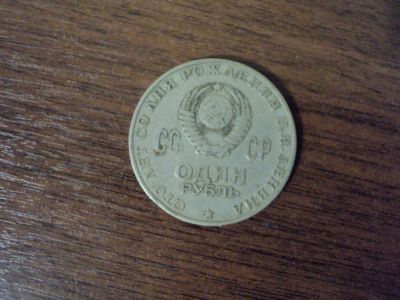 СТО ЛЕТ СО ДНЯ РОЖДЕНИЯ В.И.ЛЕНИНА
СС СР
ОДИН
РУБЛЬ